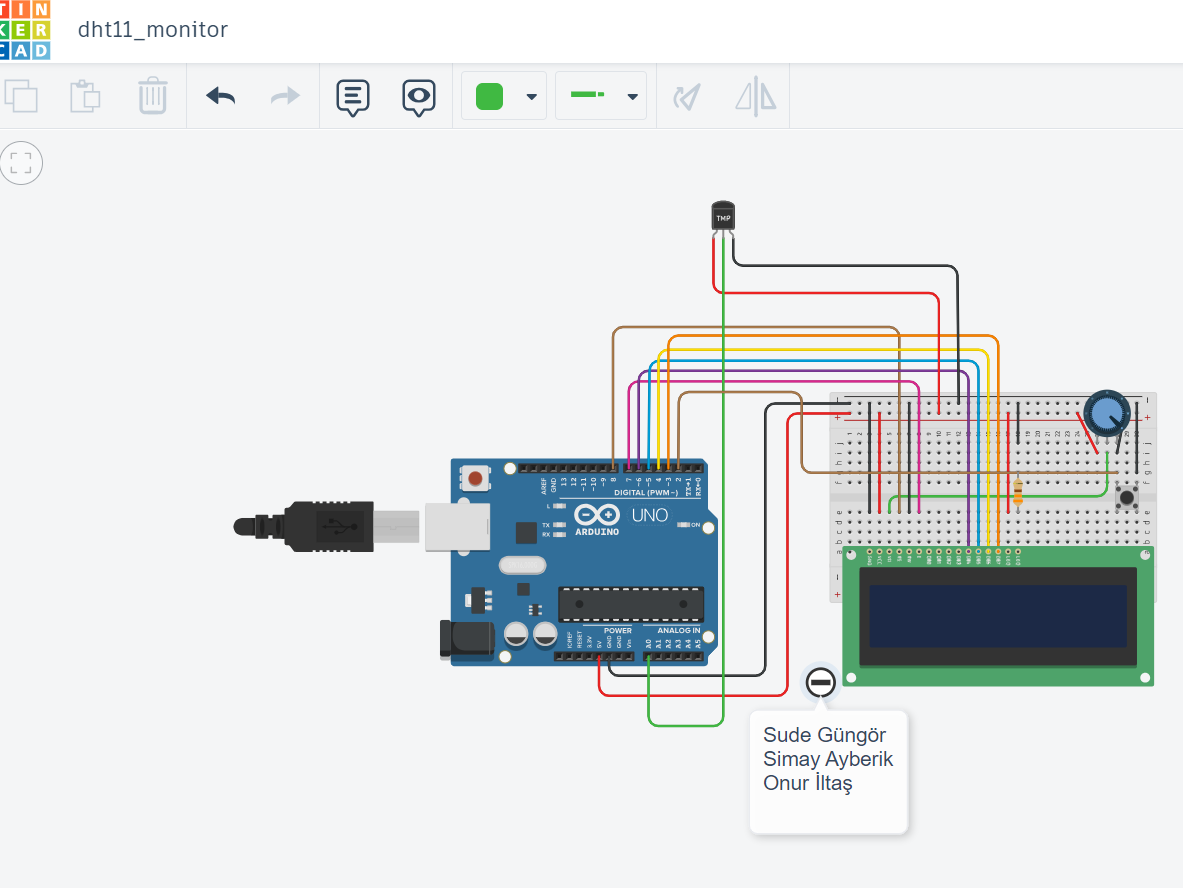 TIN
KER
CAD
dht11_monitor
TMP
AREF
GND
13
12
~11
~10
~9
8
7
~6
~5
4
~3
2
TX→1
RX←0
DIGITAL (PWM~)
L
TX
RX
ARDUINO
UNO
ON
POWER
ANALOG IN
IOREF
RESET
3.3V
5V
GND
GND
Vin
A0
A1
A2
A3
A4
A5
Sude Güngör
Simay Ayberik
Onur İltaş